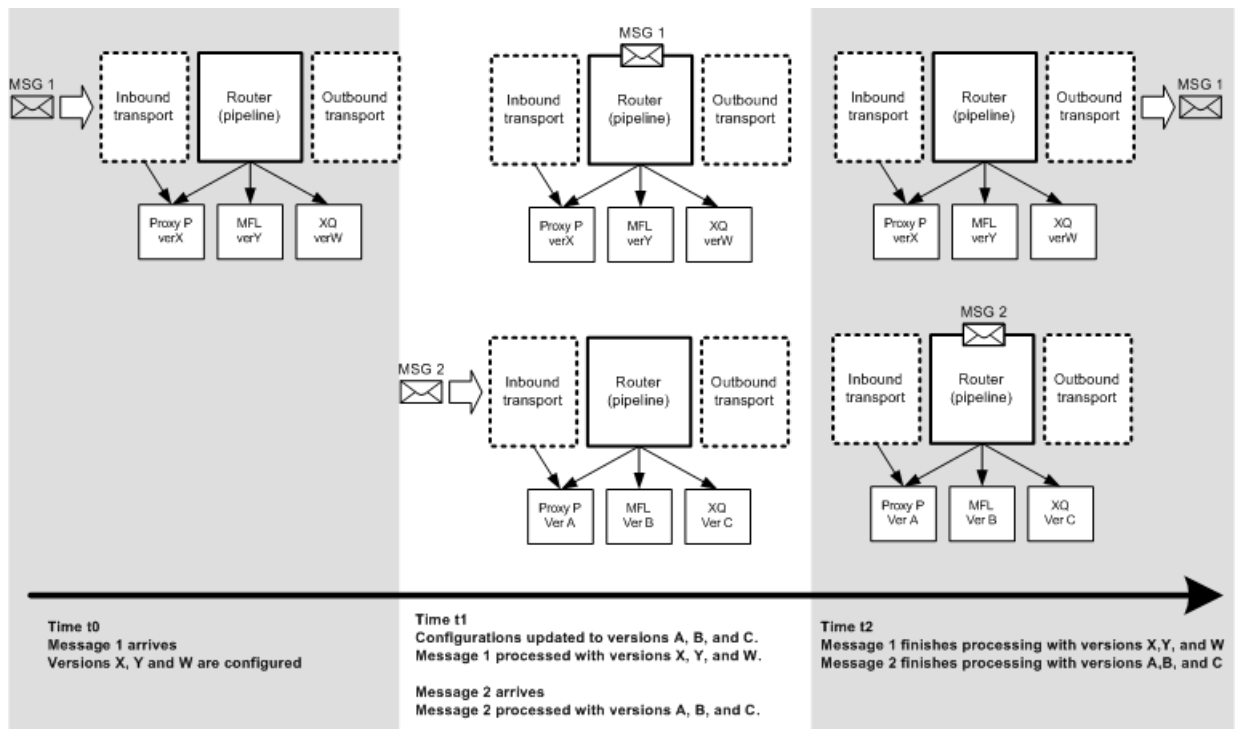 MSG 1
Inbound
transport
Router
(pipeline)
Outbound
transport
Proxy P
verX
MFL
verY
XQ
verW
MSG 1
Inbound
transport
Router
(pipeline)
Outbound
transport
Proxy P
verX
MFL
verY
XQ
verW
MSG 1
Inbound
transport
Router
(pipeline)
Outbound
transport
Proxy P
verX
MFL
verY
XQ
verW
MSG 2
Inbound
transport
Router
(pipeline)
Outbound
transport
Proxy P
Ver A
MFL
Ver B
XQ
Ver C
MSG 2
Inbound
transport
Router
(pipeline)
Outbound
transport
Proxy P
Ver A
MFL
Ver B
XQ
Ver C
Time t0
Message 1 arrives
Versions X, Y and W are configured
Time t1
Configurations updated to versions A, B, and C.
Message 1 processed with versions X, Y, and W.
Message 2 arrives
Message 2 processed with versions A, B, and C.
Time t2
Message 1 finishes processing with versions X,Y, and W
Message 2 finishes processing with versions A,B, and C